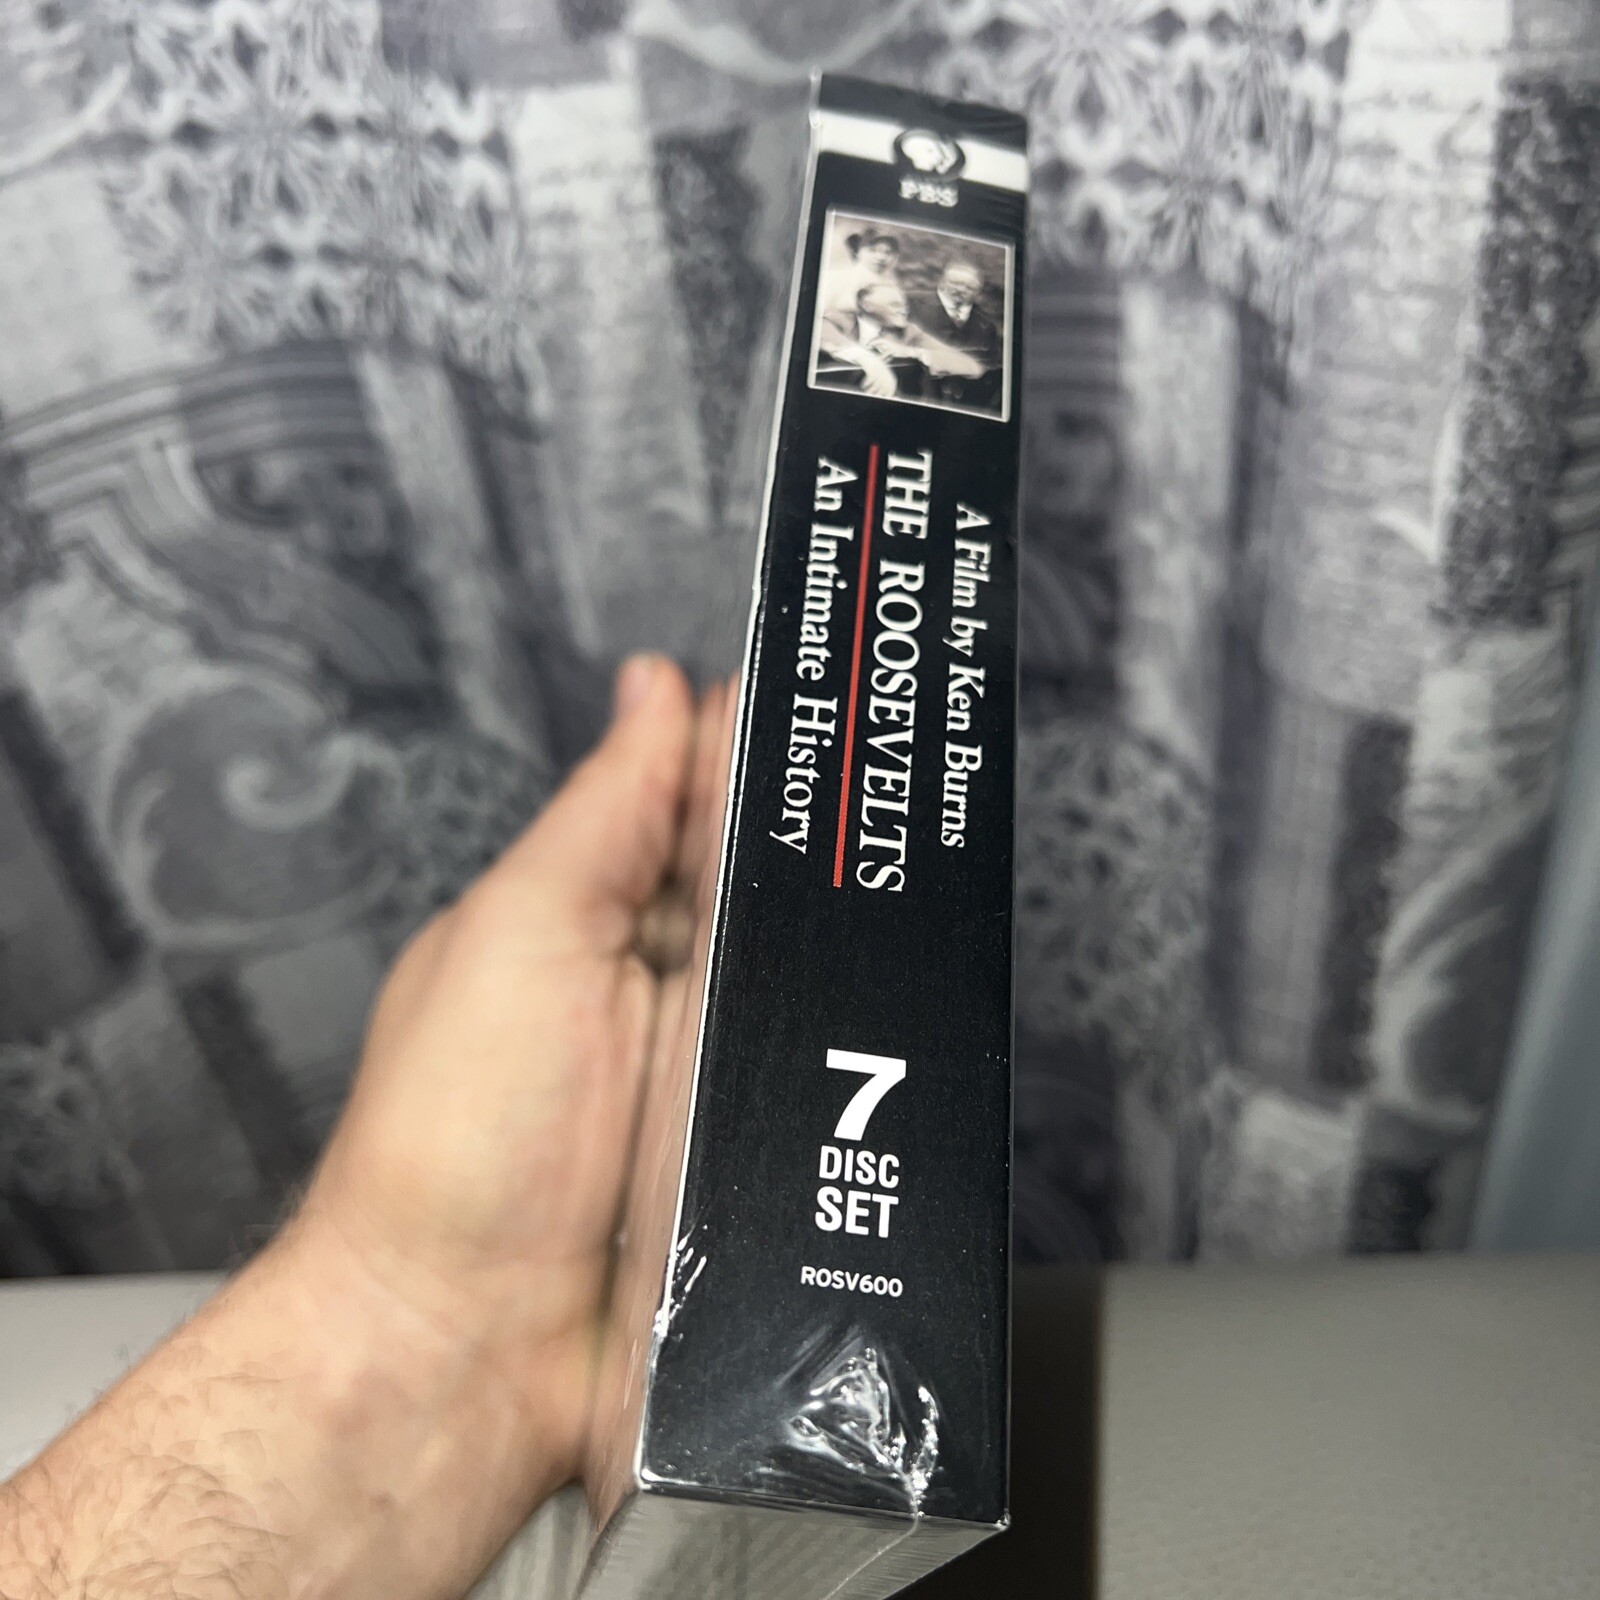 PBS
A Film by Ken Burns
THE ROOSEVELTS
An Intimate History
7
DISC
SET
ROSV600